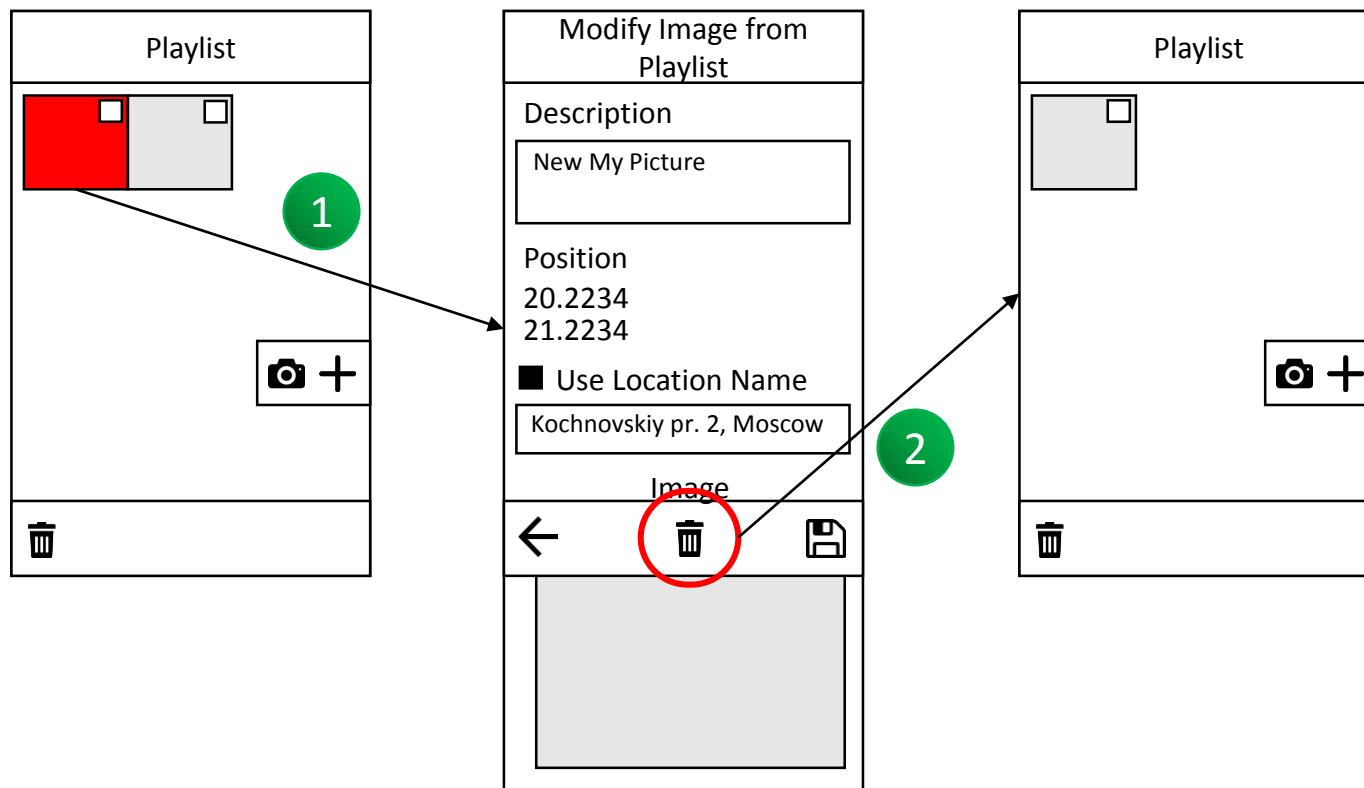 Playlist
1
Modify Image from
Playlist
Description
New My Picture
Position
20.2234
21.2234
Use Location Name
Kochnovskiy pr. 2, Moscow
Image
2
Playlist